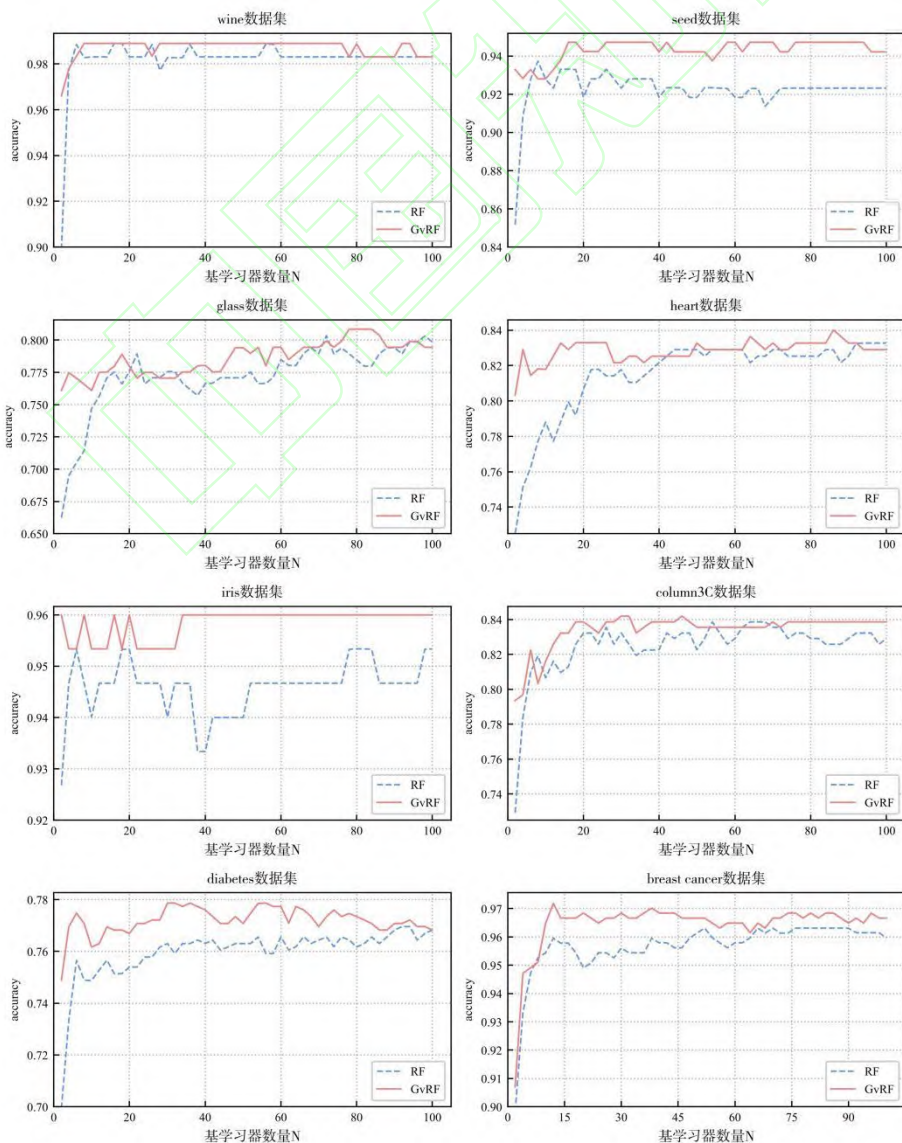 wine数据集
accuracy
0.98
0.96
0.94
0.92
0.90
RF
GvRF
0 20 40 60 80 100
基学习器数量N
seed数据集
accuracy
0.94
0.92
0.90
0.88
0.86
0.84
RF
GvRF
0 20 40 60 80 100
基学习器数量N
glass数据集
accuracy
0.800
0.775
0.750
0.725
0.700
0.675
0.650
RF
GvRF
0 20 40 60 80 100
基学习器数量N
heart数据集
accuracy
0.84
0.82
0.80
0.78
0.76
0.74
RF
GvRF
0 20 40 60 80 100
基学习器数量N
iris数据集
accuracy
0.96
0.95
0.94
0.93
0.92
RF
GvRF
0 20 40 60 80 100
基学习器数量N
column3C数据集
accuracy
0.84
0.82
0.80
0.78
0.76
0.74
RF
GvRF
0 20 40 60 80 100
基学习器数量N
diabetes数据集
accuracy
0.78
0.76
0.74
0.72
0.70
RF
GvRF
0 20 40 60 80 100
基学习器数量N
breast cancer数据集
accuracy
0.97
0.96
0.95
0.94
0.93
0.92
0.91
0.90
RF
GvRF
0 15 30 45 60 75 90
基学习器数量N